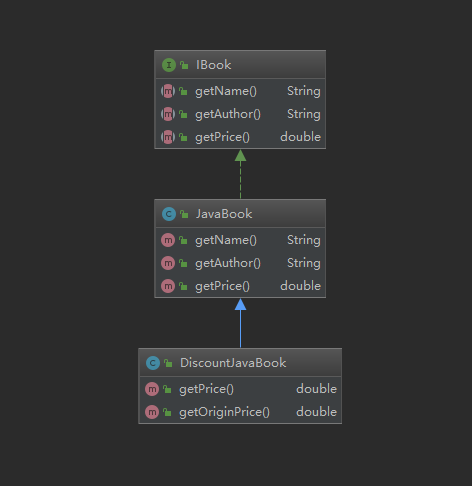 I IBook
m getName() String
m getAuthor() String
m getPrice() double
C JavaBook
m getName() String
m getAuthor() String
m getPrice() double
C DiscountJavaBook
m getPrice() double
m getOriginPrice() double